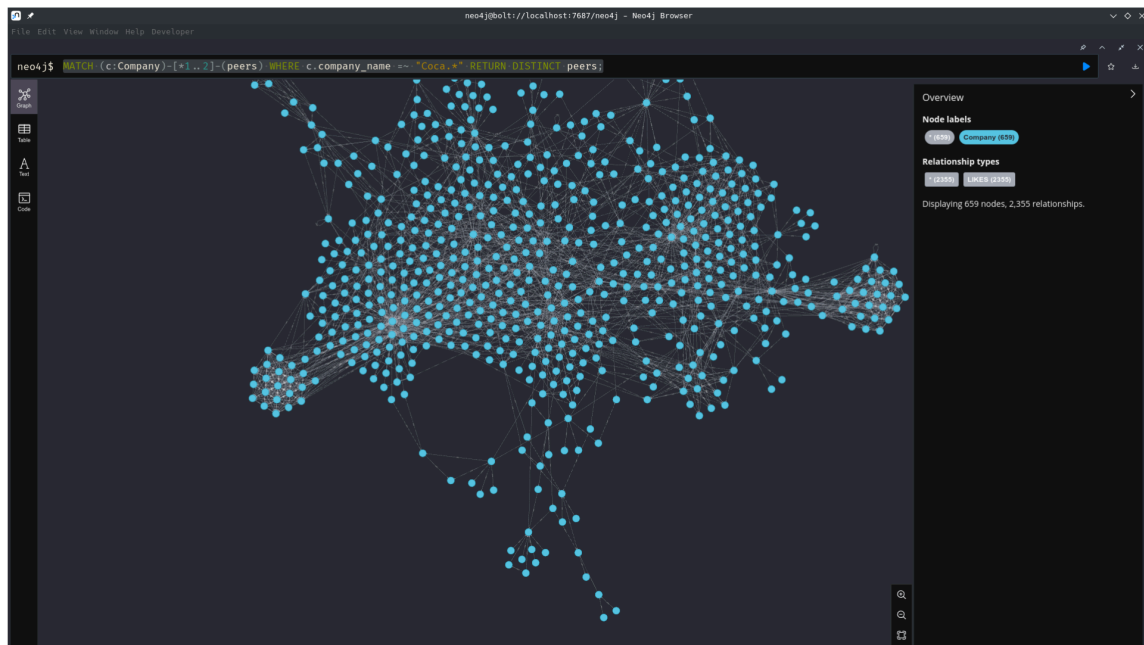 neo4j@bolt://localhost:7687/neo4j - Neo4j Browser
File Edit View Window Help Developer
neo4j$ MATCH (c:Company)-[*1..2]-(peers) WHERE c.company_name =~ "Coca.*" RETURN DISTINCT peers;
Graph
Table
A
Text
Code
Overview
Node labels
* (659) Company (659)
Relationship types
* (2355) LIKES (2355)
Displaying 659 nodes, 2,355 relationships.